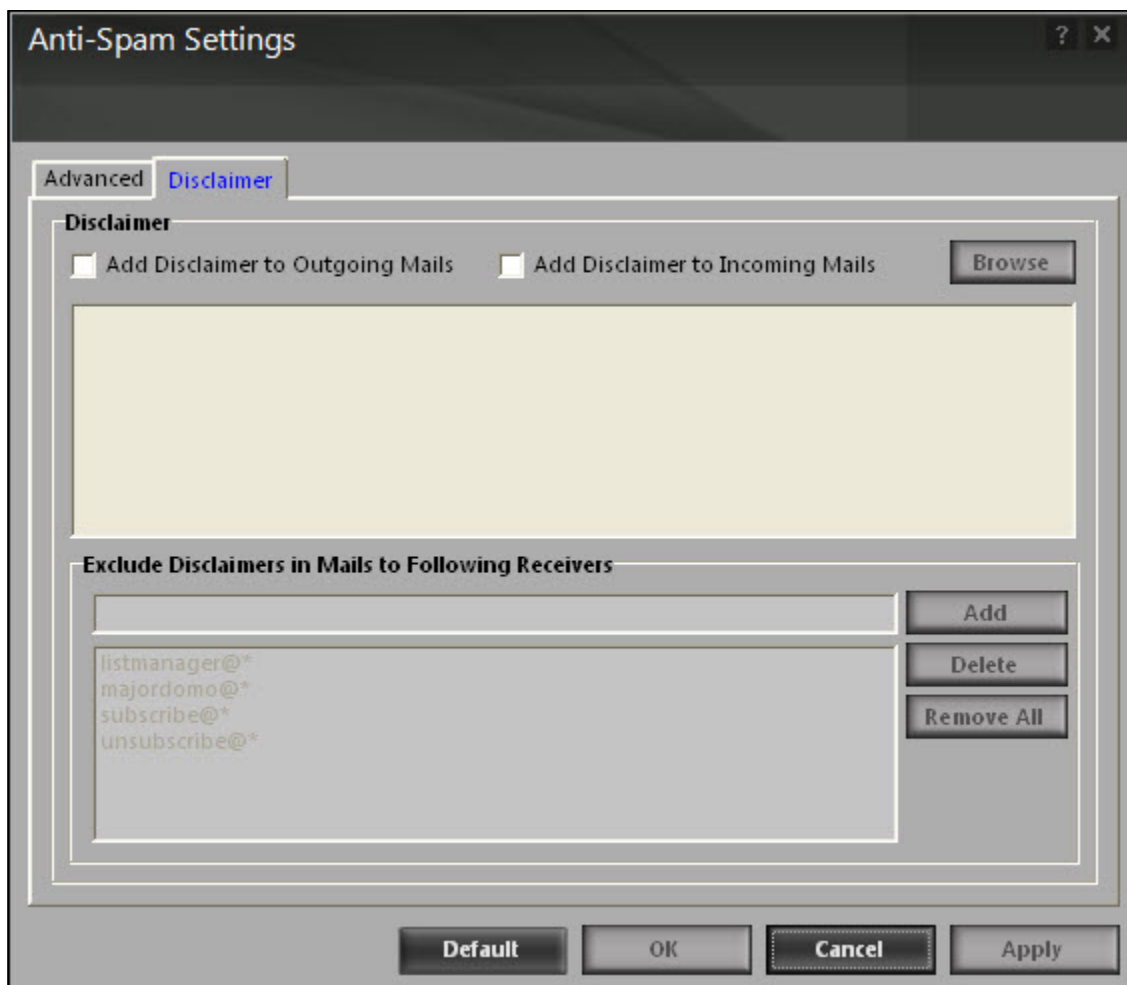 Anti-Spam Settings
? X
Advanced Disclaimer
Disclaimer
Add Disclaimer to Outgoing Mails Add Disclaimer to Incoming Mails Browse
Exclude Disclaimers in Mails to Following Receivers
Add
listmanager@*
majordomo@*
subscribe@*
unsubscribe@*
Delete
Remove All
Default OK Cancel Apply